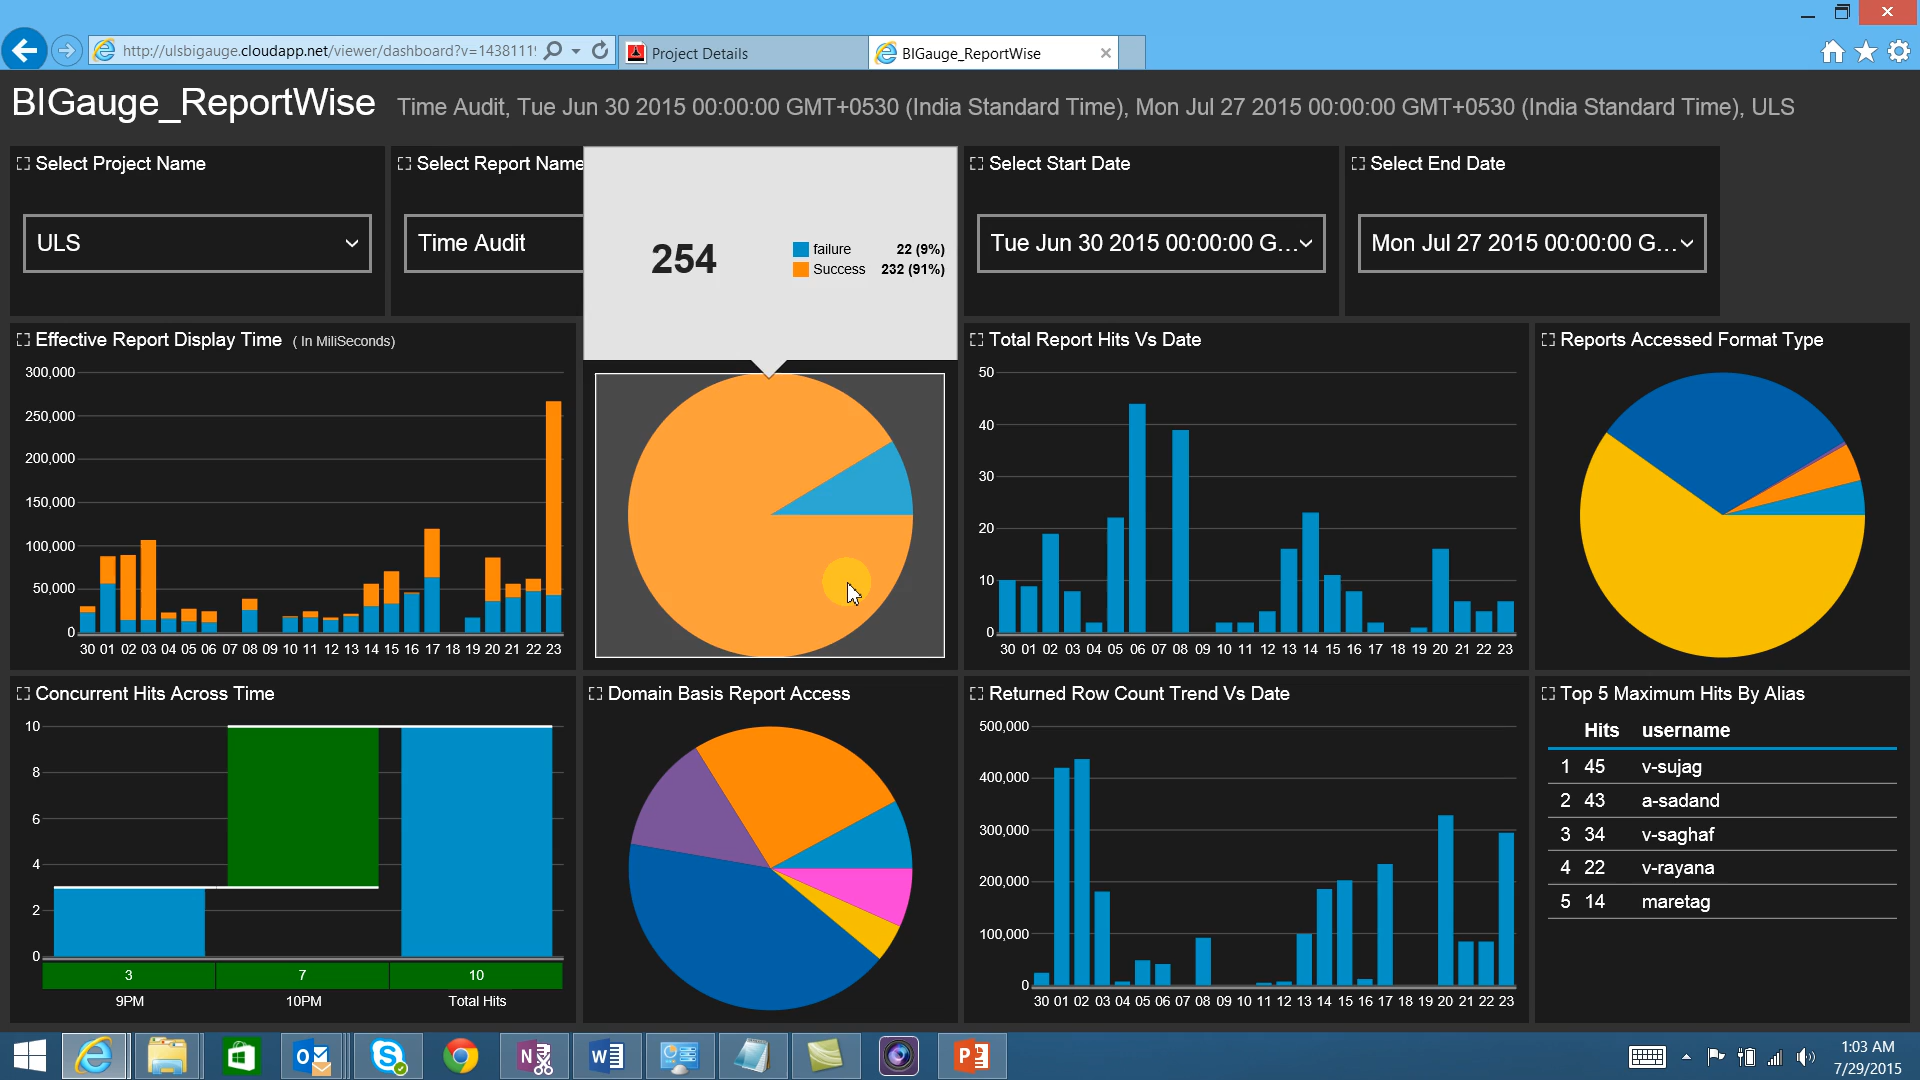 http://ulsbigauge.cloudapp.net/viewer/dashboard?v=1438111
Project Details
BIGauge_ReportWise
BIGauge_ReportWise
Time Audit, Tue Jun 30 2015 00:00:00 GMT+0530 (India Standard Time), Mon Jul 27 2015 00:00:00 GMT+0530 (India Standard Time), ULS
Select Project Name
ULS
Select Report Name
Time Audit
254
failure 22 (9%)
Success 232 (91%)
Select Start Date
Tue Jun 30 2015 00:00:00 G...
Select End Date
Mon Jul 27 2015 00:00:00 G...
Effective Report Display Time ( In MiliSeconds)
300,000
250,000
200,000
150,000
100,000
50,000
0
30 01 02 03 04 05 06 07 08 09 10 11 12 13 14 15 16 17 18 19 20 21 22 23
Total Report Hits Vs Date
50
40
30
20
10
0
30 01 02 03 04 05 06 07 08 09 10 11 12 13 14 15 16 17 18 19 20 21 22 23
Reports Accessed Format Type
Concurrent Hits Across Time
10
8
6
4
2
0
3 7 10
9PM 10PM Total Hits
Domain Basis Report Access
Returned Row Count Trend Vs Date
500,000
400,000
300,000
200,000
100,000
0
30 01 02 03 04 05 06 07 08 09 10 11 12 13 14 15 16 17 18 19 20 21 22 23
Top 5 Maximum Hits By Alias
Hits username
1 45 v-sujag
2 43 a-sadand
3 34 v-saghaf
4 22 v-rayana
5 14 maretag
1:03 AM
7/29/2015